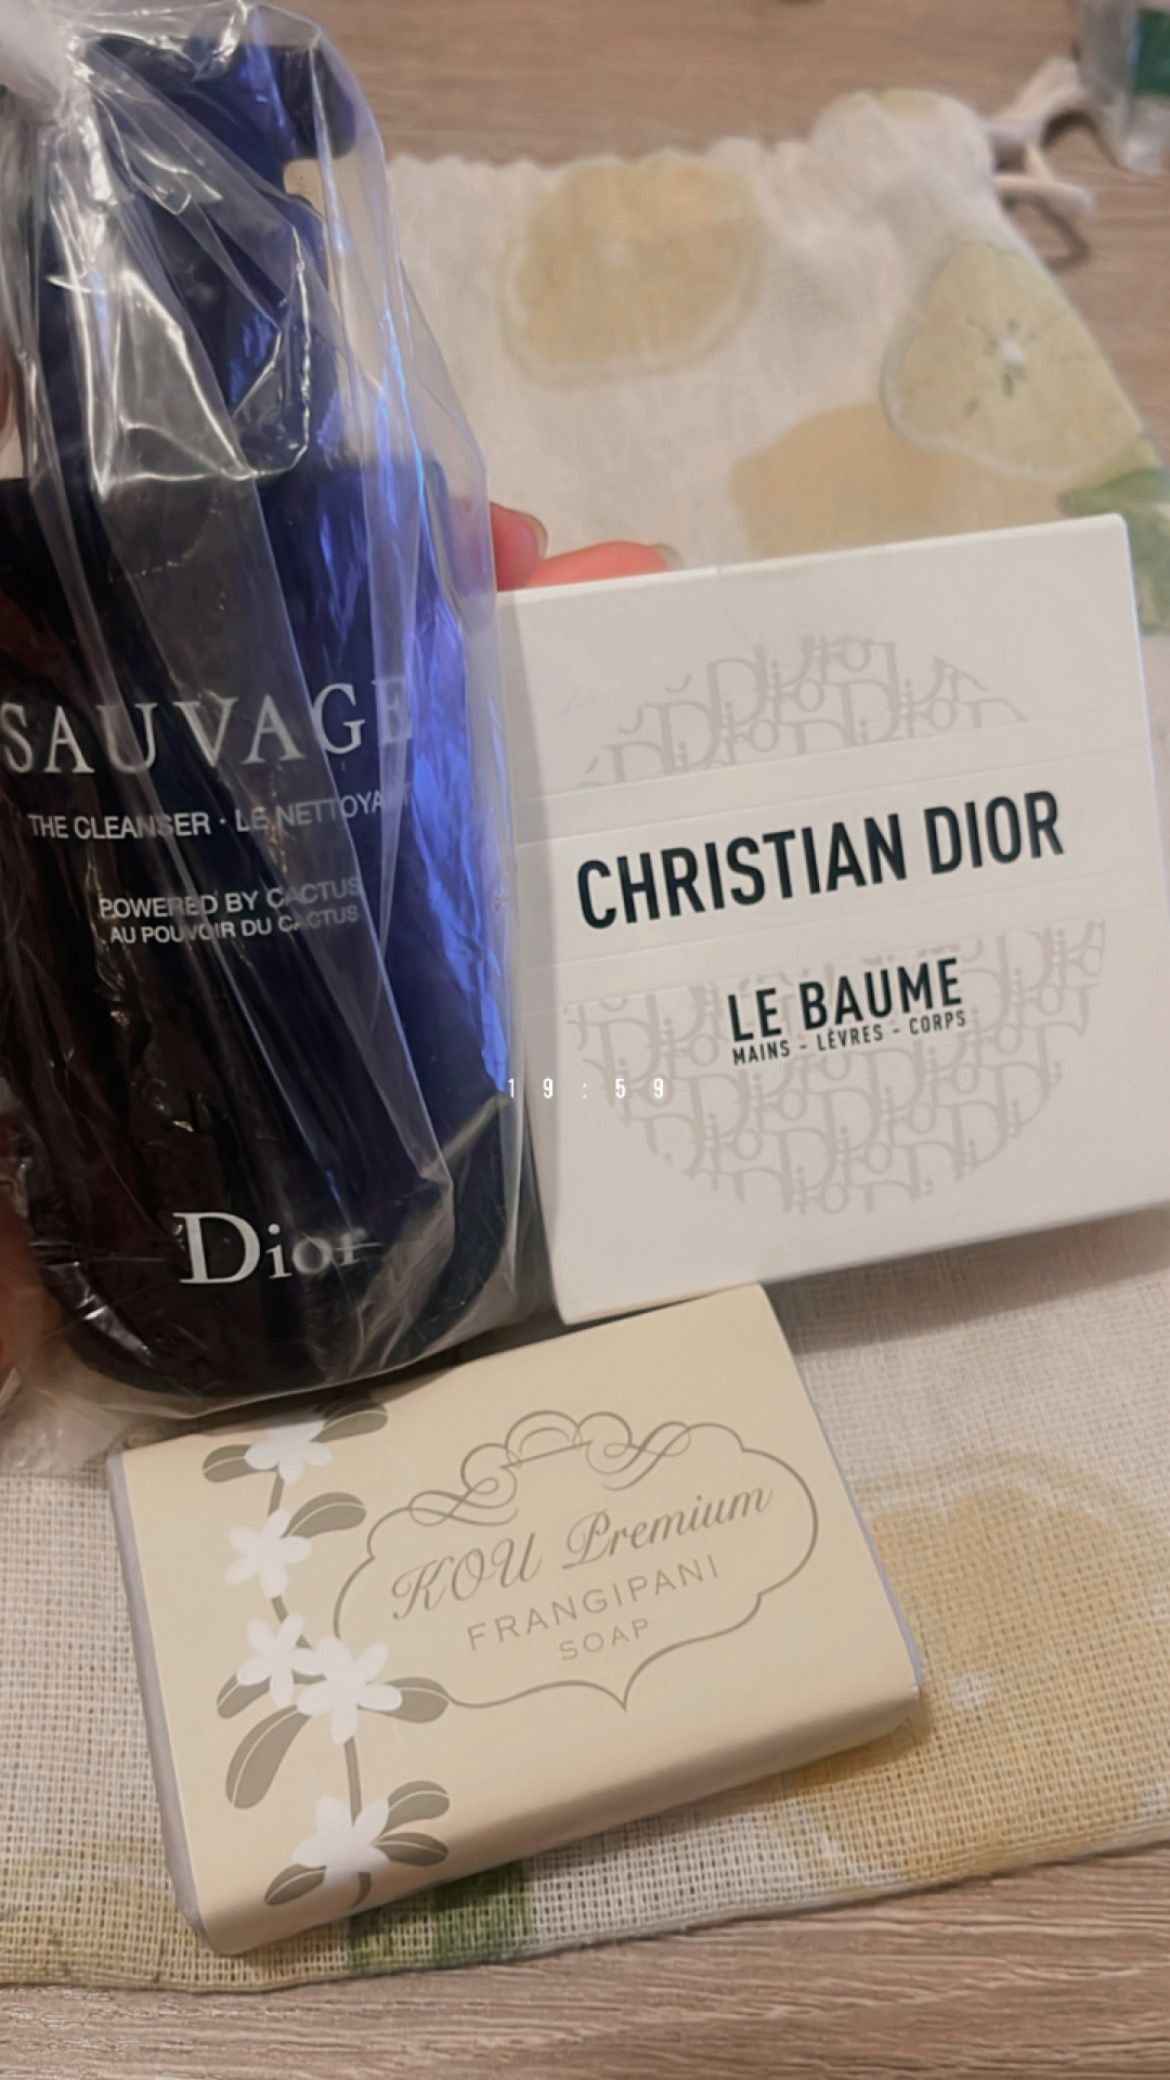 SAUVAGE
THE CLEANSER · LE NETTOYA
POWERED BY CACTUS
AU POUVOIR DU CACTUS
Dior
CHRISTIAN DIOR
LE BAUME
MAINS - LÈVRES - CORPS
19:59
KOU Premium
FRANGIPANI
SOAP